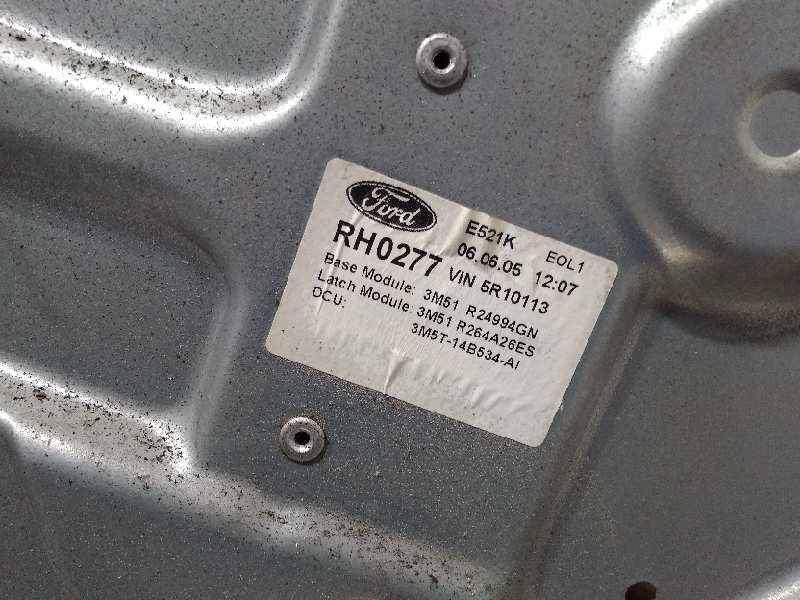 Ford
E521K EOL1
06.06.05 12:07
RH0277 VIN 5R10113
Base Module: 3M51 R24994GN
Latch Module: 3M51 R264A26ES
DCU: 3M5T-14B534-AI